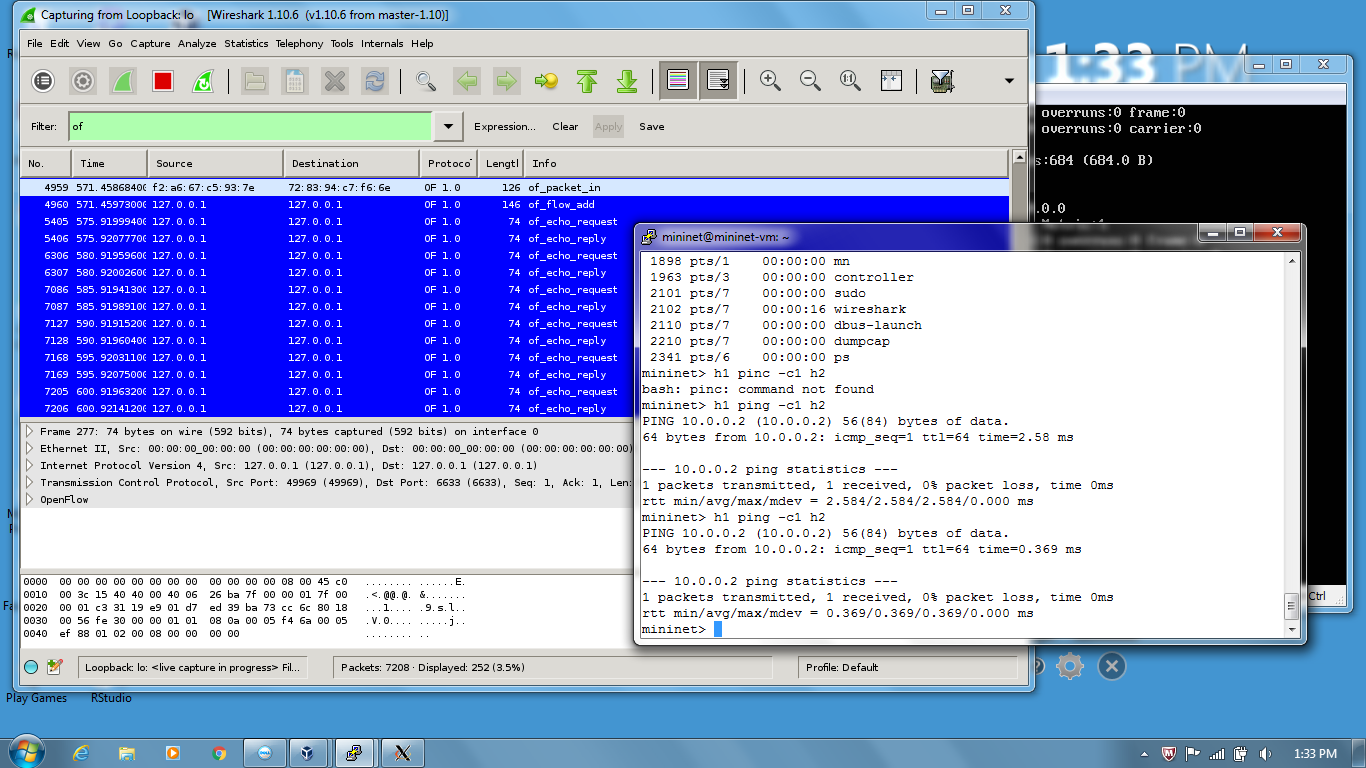 Capturing from Loopback: lo [Wireshark 1.10.6 (v1.10.6 from master-1.10)]
File Edit View Go Capture Analyze Statistics Telephony Tools Internals Help
Filter: of Expression... Clear Apply Save
No. Time Source Destination Protoco Lengtl Info
4959 571.45868400 f2:a6:67:c5:93:7e 72:83:94:c7:f6:6e OF 1.0 126 of_packet_in
4960 571.45973000 127.0.0.1 127.0.0.1 OF 1.0 146 of_flow_add
5405 575.91999400 127.0.0.1 127.0.0.1 OF 1.0 74 of_echo_request
5406 575.92077700 127.0.0.1 127.0.0.1 OF 1.0 74 of_echo_reply
6306 580.91959600 127.0.0.1 127.0.0.1 OF 1.0 74 of_echo_request
6307 580.92002600 127.0.0.1 127.0.0.1 OF 1.0 74 of_echo_reply
7086 585.91941300 127.0.0.1 127.0.0.1 OF 1.0 74 of_echo_request
7087 585.91989100 127.0.0.1 127.0.0.1 OF 1.0 74 of_echo_reply
7127 590.91915200 127.0.0.1 127.0.0.1 OF 1.0 74 of_echo_request
7128 590.91960400 127.0.0.1 127.0.0.1 OF 1.0 74 of_echo_reply
7168 595.92031100 127.0.0.1 127.0.0.1 OF 1.0 74 of_echo_request
7169 595.92075000 127.0.0.1 127.0.0.1 OF 1.0 74 of_echo_reply
7205 600.91963200 127.0.0.1 127.0.0.1 OF 1.0 74 of_echo_request
7206 600.92141200 127.0.0.1 127.0.0.1 OF 1.0 74 of_echo_reply
Frame 277: 74 bytes on wire (592 bits), 74 bytes captured (592 bits) on interface 0
Ethernet II, Src: 00:00:00_00:00:00 (00:00:00:00:00:00), Dst: 00:00:00_00:00:00 (00:00:00:00:00:00)
Internet Protocol Version 4, Src: 127.0.0.1 (127.0.0.1), Dst: 127.0.0.1 (127.0.0.1)
Transmission Control Protocol, Src Port: 49969 (49969), Dst Port: 6633 (6633), Seq: 1, Ack: 1, Len:
OpenFlow
0000 00 00 00 00 00 00 00 00 00 00 00 00 08 00 45 c0 ........ ......E.
0010 00 3c 15 40 40 00 40 06 26 ba 7f 00 00 01 7f 00 .<.@@.@. &.......
0020 00 01 c3 31 19 e9 01 d7 ed 39 ba 73 cc 6c 80 18 ...1.... .9.s.l..
0030 00 56 fe 30 00 00 01 01 08 0a 00 05 f4 6a 00 05 .V.0.... .....j..
0040 ef 88 01 02 00 08 00 00 00 00 ........ ..
Loopback: lo: <live capture in progress> Fil... Packets: 7208 · Displayed: 252 (3.5%) Profile: Default
1:33 PM
overruns:0 frame:0
overruns:0 carrier:0
s:684 (684.0 B)
.0.0
mininet@mininet-vm: ~
1898 pts/1 00:00:00 mn
1963 pts/3 00:00:00 controller
2101 pts/7 00:00:00 sudo
2102 pts/7 00:00:16 wireshark
2110 pts/7 00:00:00 dbus-launch
2210 pts/7 00:00:00 dumpcap
2341 pts/6 00:00:00 ps
mininet> h1 pinc -c1 h2
bash: pinc: command not found
mininet> h1 ping -c1 h2
PING 10.0.0.2 (10.0.0.2) 56(84) bytes of data.
64 bytes from 10.0.0.2: icmp_seq=1 ttl=64 time=2.58 ms
--- 10.0.0.2 ping statistics ---
1 packets transmitted, 1 received, 0% packet loss, time 0ms
rtt min/avg/max/mdev = 2.584/2.584/2.584/0.000 ms
mininet> h1 ping -c1 h2
PING 10.0.0.2 (10.0.0.2) 56(84) bytes of data.
64 bytes from 10.0.0.2: icmp_seq=1 ttl=64 time=0.369 ms
--- 10.0.0.2 ping statistics ---
1 packets transmitted, 1 received, 0% packet loss, time 0ms
rtt min/avg/max/mdev = 0.369/0.369/0.369/0.000 ms
mininet>
Ctrl
Play Games RStudio
1:33 PM